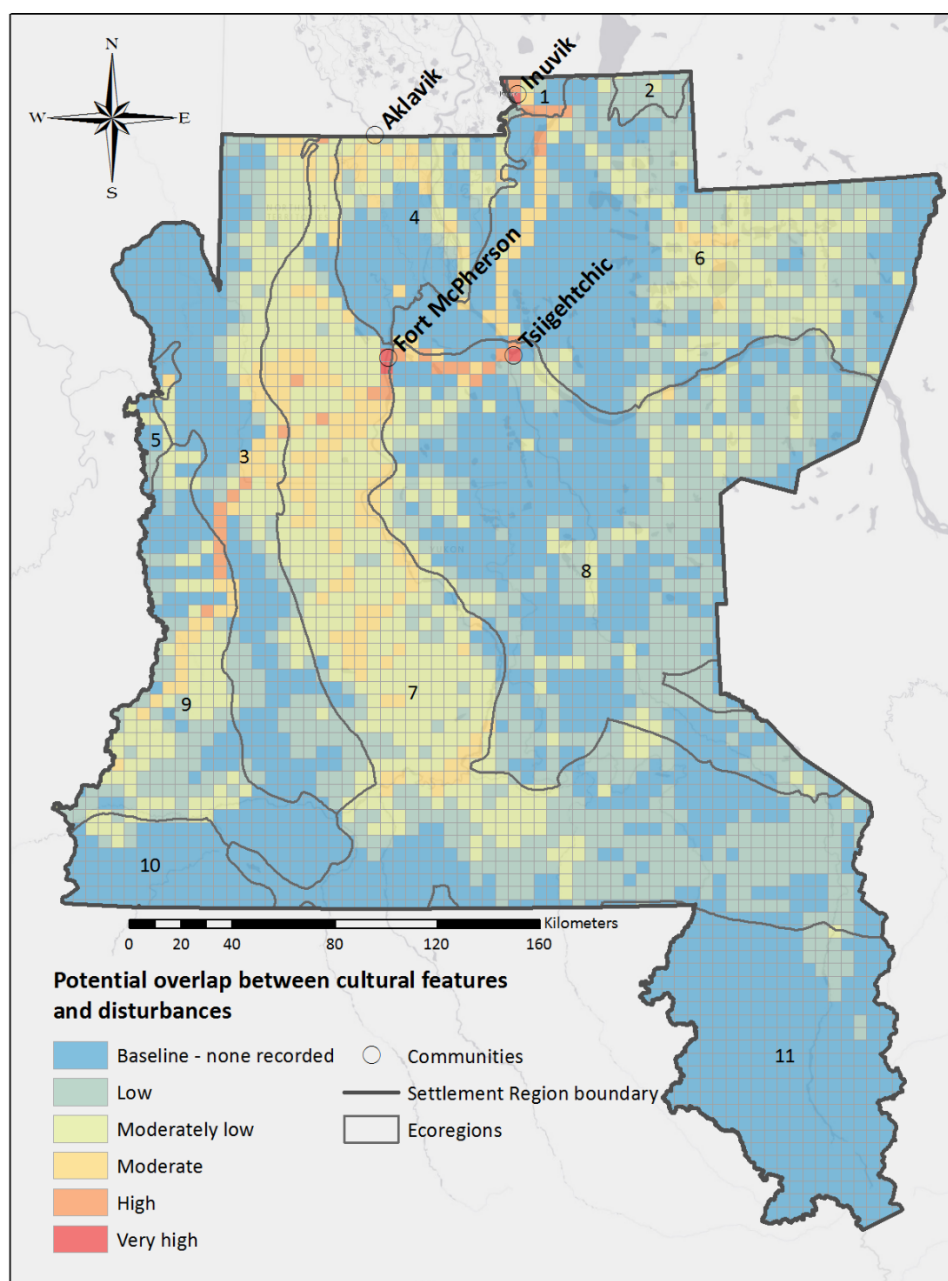 N
W
E
S
Aklavik
Inuvik
1
2
4
6
Fort McPherson
Tsiigehtchic
5
3
8
7
9
10
11
Kilometers
0 20 40 80 120 160
Potential overlap between cultural features
and disturbances
Baseline - none recorded
Low
Moderately low
Moderate
High
Very high
Communities
Settlement Region boundary
Ecoregions